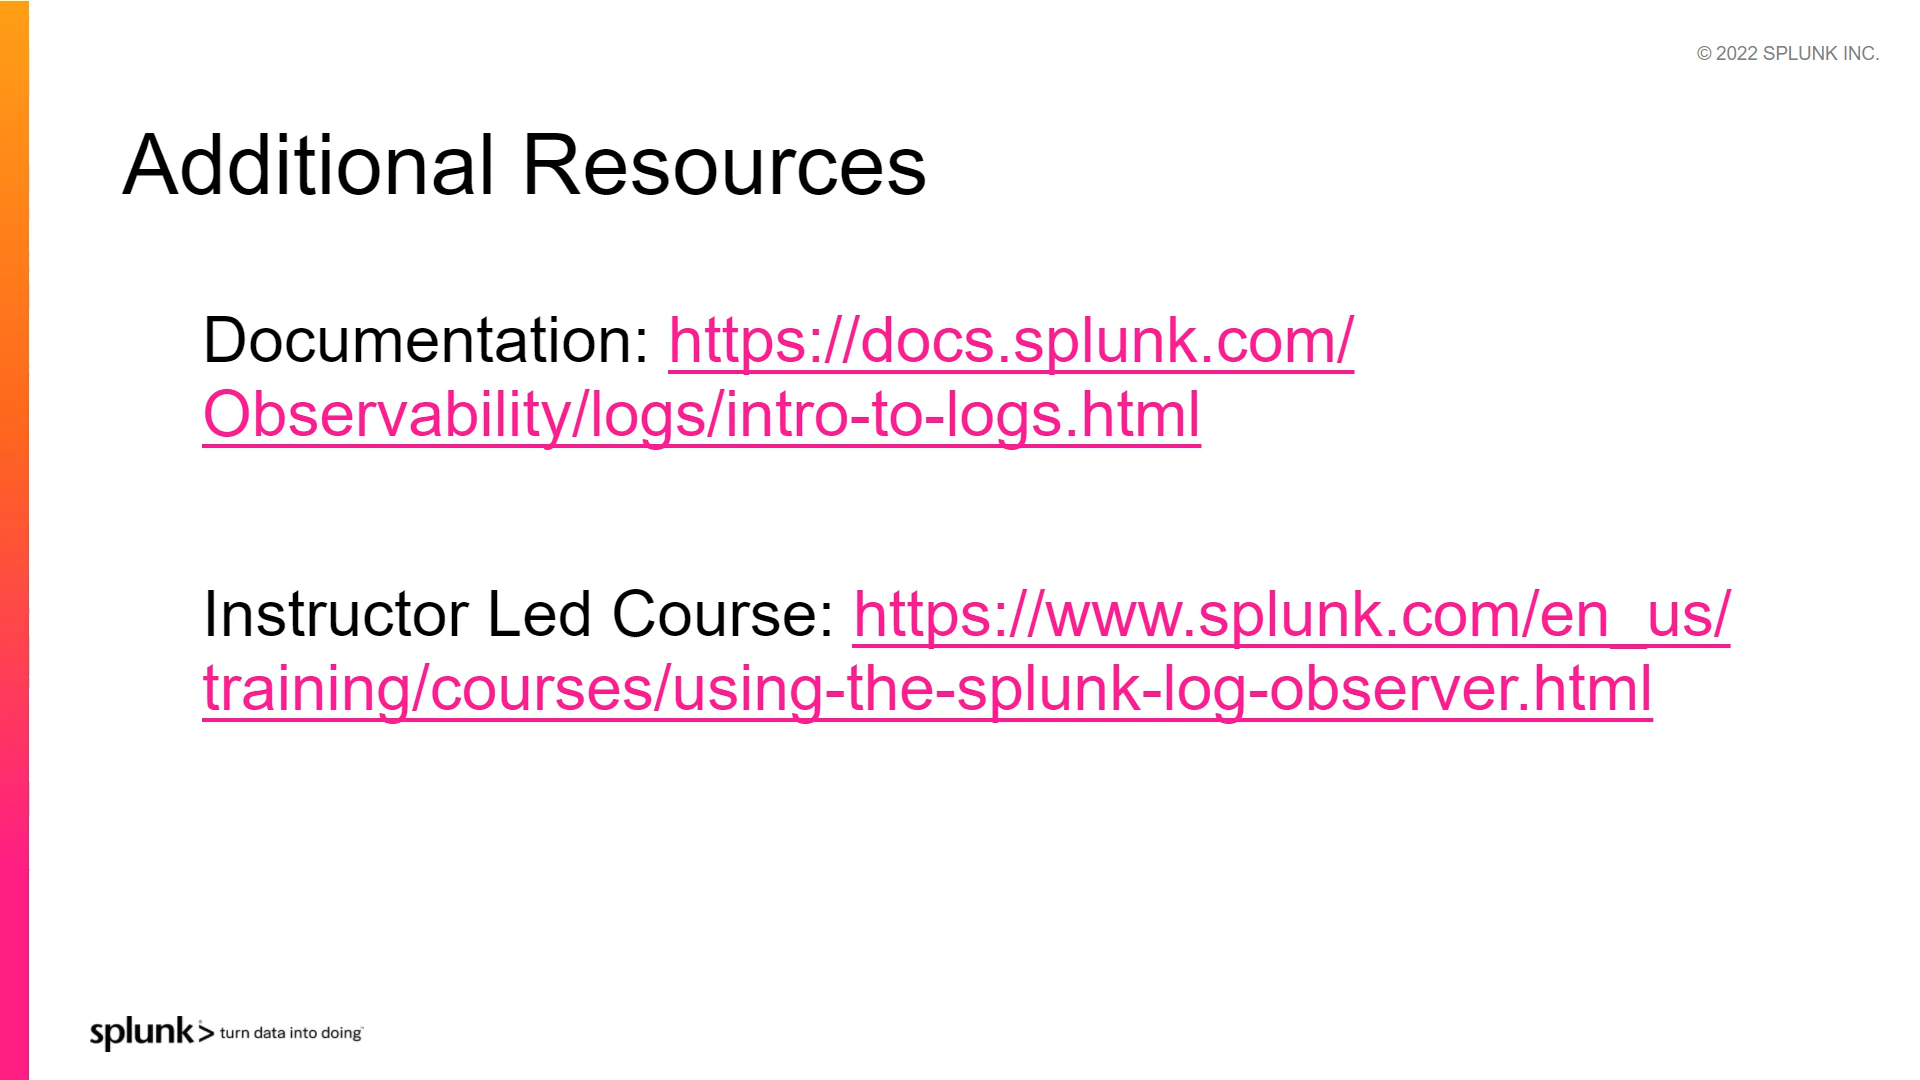 © 2022 SPLUNK INC.
Additional Resources
Documentation: https://docs.splunk.com/
Observability/logs/intro-to-logs.html
Instructor Led Course: https://www.splunk.com/en_us/
training/courses/using-the-splunk-log-observer.html
splunk> turn data into doing™